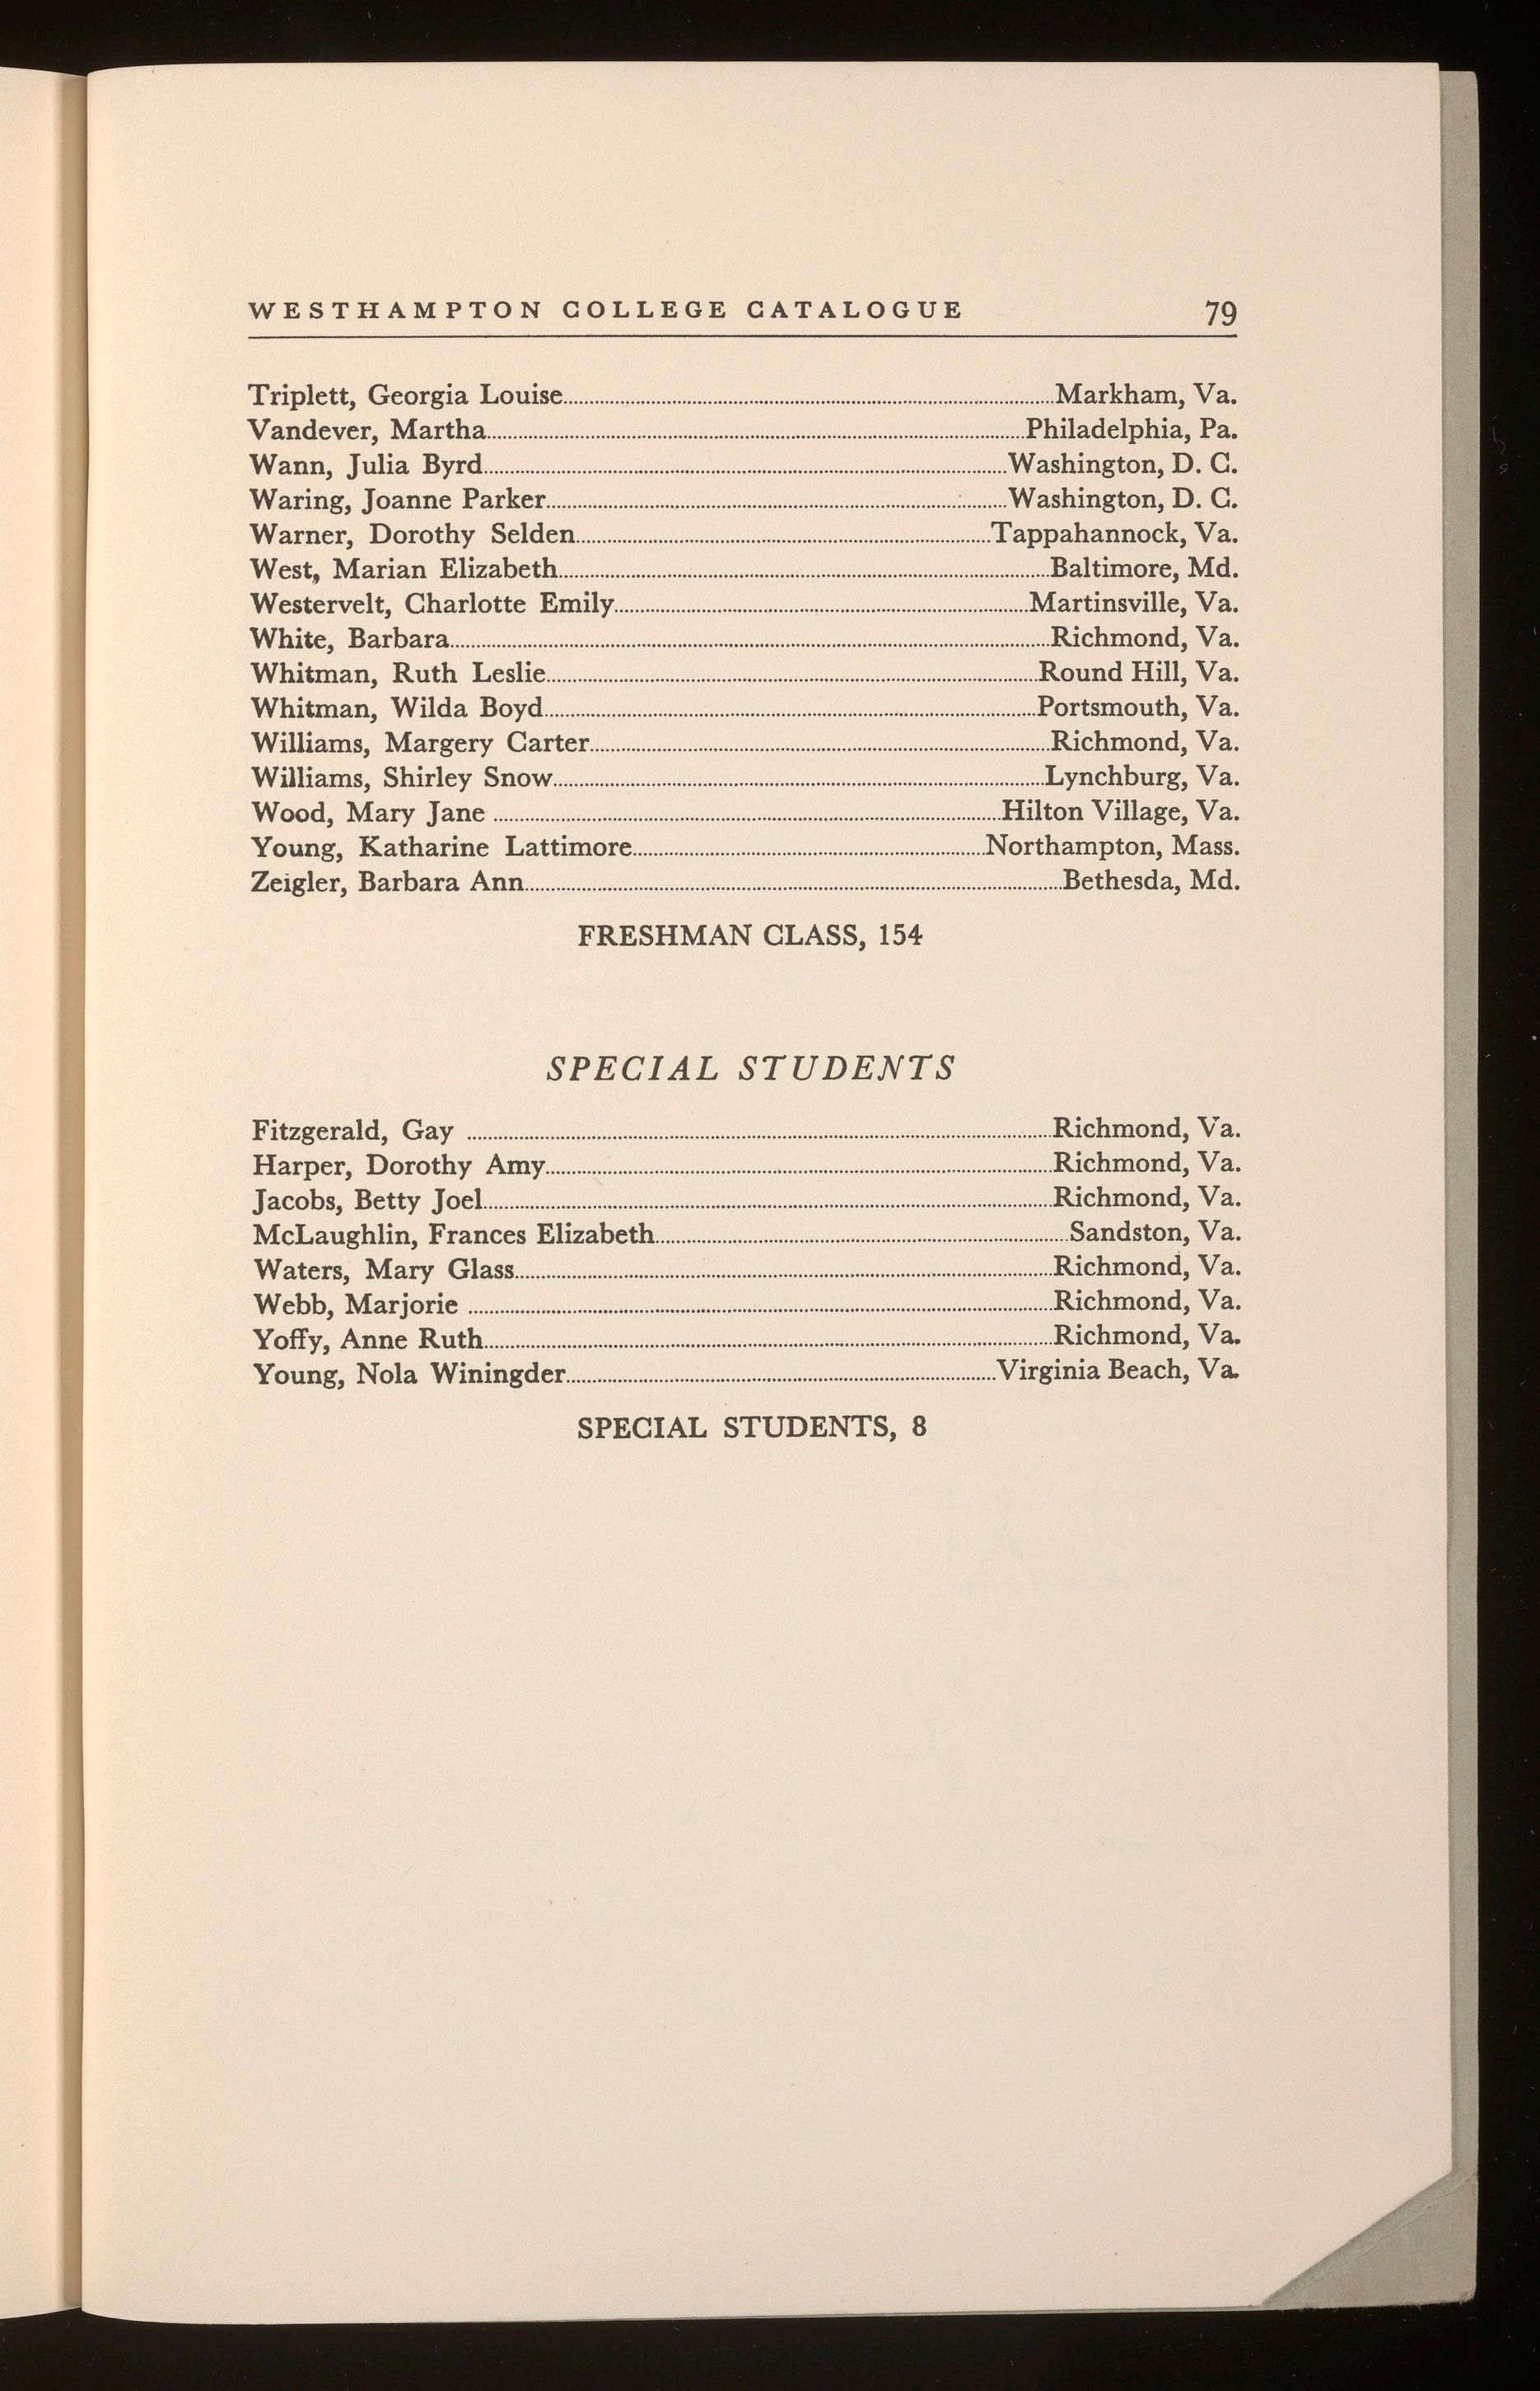 WESTHAMPTON COLLEGE CATALOGUE 79
Triplett, Georgia Louise........Markham, Va.
Vandever, Martha........Philadelphia, Pa.
Wann, Julia Byrd........Washington, D. C.
Waring, Joanne Parker........Washington, D. C.
Warner, Dorothy Selden........Tappahannock, Va.
West, Marian Elizabeth........Baltimore, Md.
Westervelt, Charlotte Emily........Martinsville, Va.
White, Barbara........Richmond, Va.
Whitman, Ruth Leslie........Round Hill, Va.
Whitman, Wilda Boyd........Portsmouth, Va.
Williams, Margery Carter........Richmond, Va.
Williams, Shirley Snow........Lynchburg, Va.
Wood, Mary Jane ........Hilton Village, Va.
Young, Katharine Lattimore........Northampton, Mass.
Zeigler, Barbara Ann........Bethesda, Md.
FRESHMAN CLASS, 154
SPECIAL STUDENTS
Fitzgerald, Gay ........Richmond, Va.
Harper, Dorothy Amy........Richmond, Va.
Jacobs, Betty Joel........Richmond, Va.
McLaughlin, Frances Elizabeth........Sandston, Va.
Waters, Mary Glass........Richmond, Va.
Webb, Marjorie ........Richmond, Va.
Yoffy, Anne Ruth........Richmond, Va.
Young, Nola Winingder........Virginia Beach, Va.
SPECIAL STUDENTS, 8